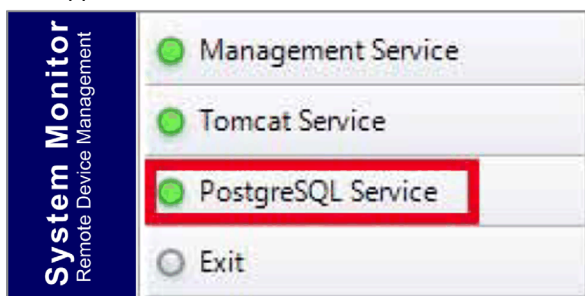 System Monitor
Remote Device Management
Management Service
Tomcat Service
PostgreSQL Service
Exit